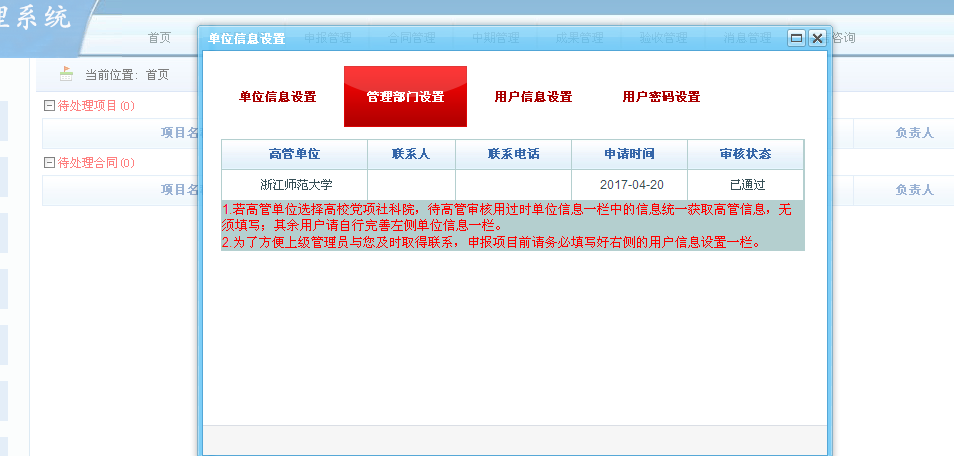 理系统
首页 申报管理 合同管理 中期管理 成果管理 验收管理 消息管理 咨询
单位信息设置
当前位置：首页
单位信息设置 管理部门设置 用户信息设置 用户密码设置
待处理项目(0)
项目名 负责人
高管单位 联系人 联系电话 申请时间 审核状态
待处理合同(0)
项目名 负责人
浙江师范大学 2017-04-20 已通过
1.若高管单位选择高校党项社科院，待高管审核用过时单位信息一栏中的信息统一获取高管信息，无
须填写；其余用户请自行完善左侧单位信息一栏。
2.为了方便上级管理员与您及时取得联系，申报项目前请务必填写好右侧的用户信息设置一栏。